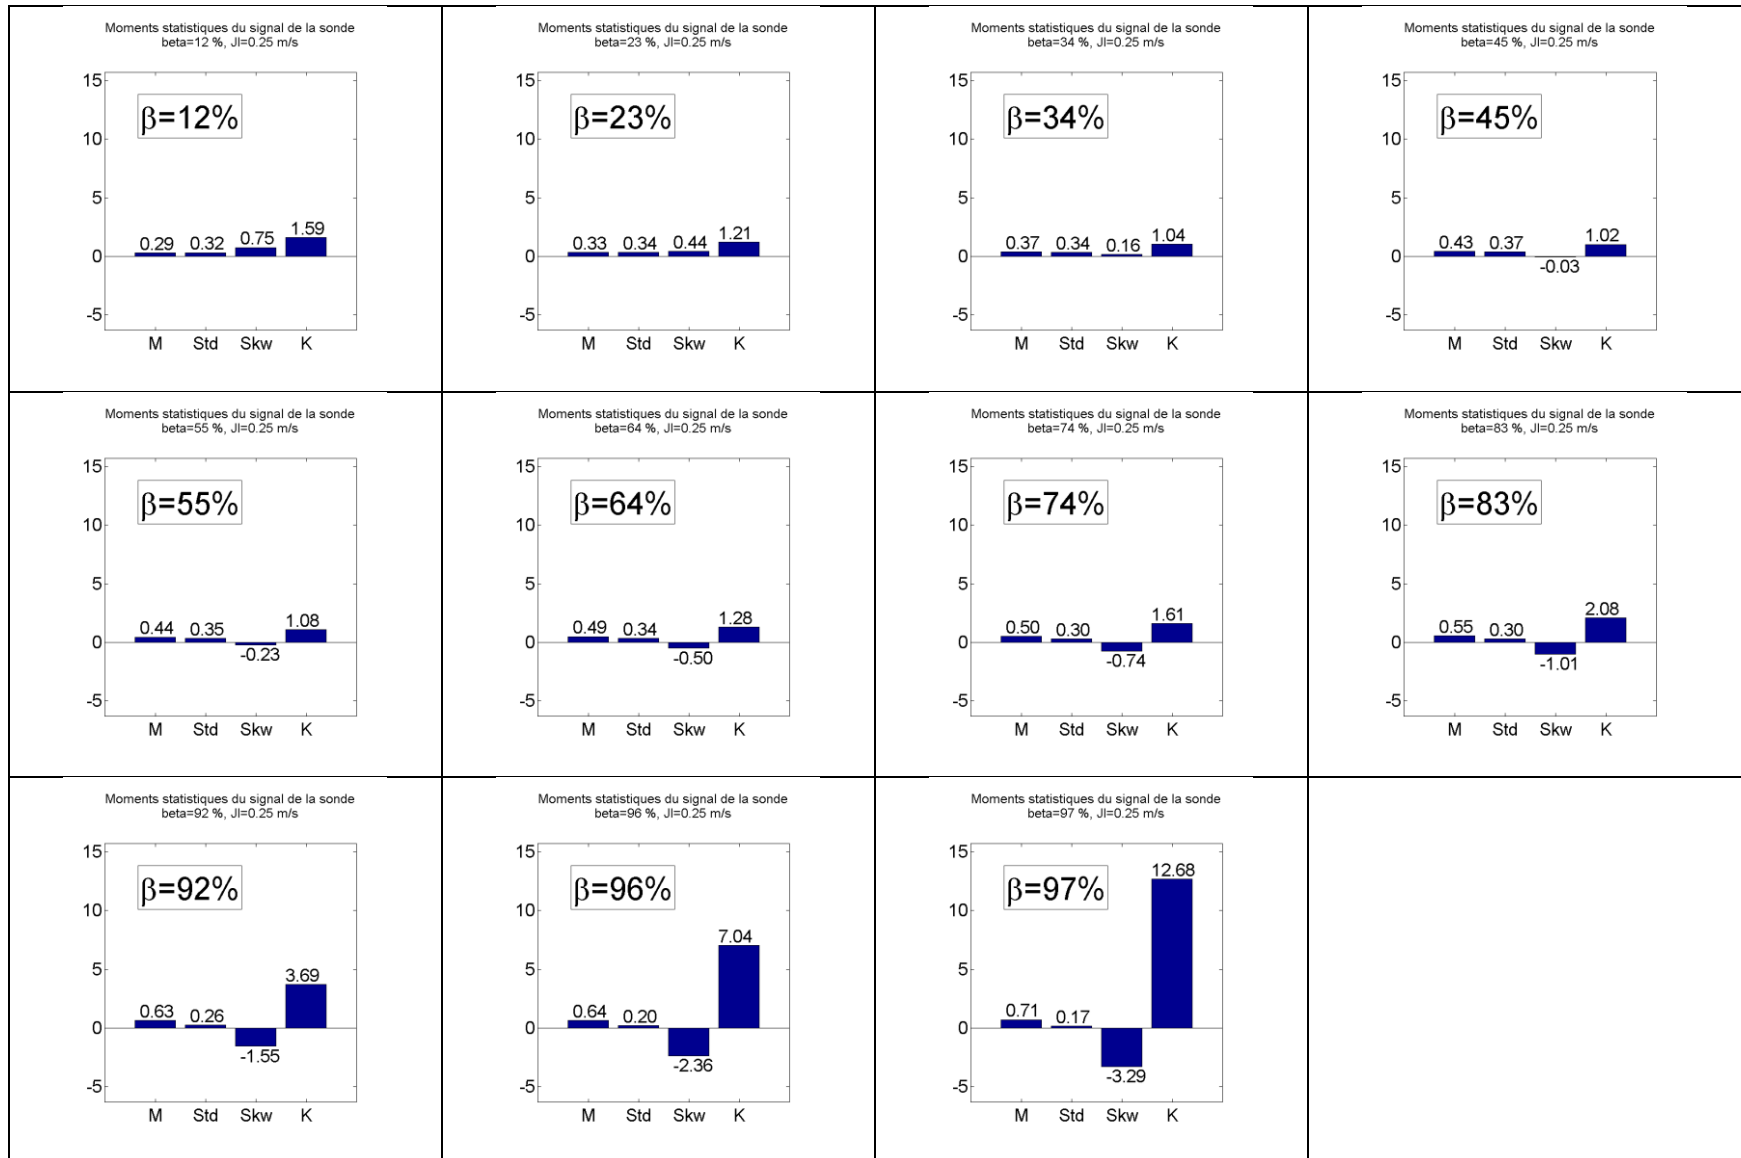 Moments statistiques du signal de la sonde
beta=12 %, Jl=0.25 m/s
15
β=12%
10
5
0.29 0.32 0.75 1.59
0
-5
M Std Skw K
Moments statistiques du signal de la sonde
beta=23 %, Jl=0.25 m/s
15
β=23%
10
5
0.33 0.34 0.44 1.21
0
-5
M Std Skw K
Moments statistiques du signal de la sonde
beta=34 %, Jl=0.25 m/s
15
β=34%
10
5
0.37 0.34 0.16 1.04
0
-5
M Std Skw K
Moments statistiques du signal de la sonde
beta=45 %, Jl=0.25 m/s
15
β=45%
10
5
0.43 0.37 1.02
0
-0.03
-5
M Std Skw K
Moments statistiques du signal de la sonde
beta=55 %, Jl=0.25 m/s
15
β=55%
10
5
0.44 0.35 1.08
0
-0.23
-5
M Std Skw K
Moments statistiques du signal de la sonde
beta=64 %, Jl=0.25 m/s
15
β=64%
10
5
0.49 0.34 1.28
0
-0.50
-5
M Std Skw K
Moments statistiques du signal de la sonde
beta=74 %, Jl=0.25 m/s
15
β=74%
10
5
0.50 0.30 1.61
0
-0.74
-5
M Std Skw K
Moments statistiques du signal de la sonde
beta=83 %, Jl=0.25 m/s
15
β=83%
10
5
0.55 0.30 2.08
0
-1.01
-5
M Std Skw K
Moments statistiques du signal de la sonde
beta=92 %, Jl=0.25 m/s
15
β=92%
10
5
3.69
0.63 0.26
0
-1.55
-5
M Std Skw K
Moments statistiques du signal de la sonde
beta=96 %, Jl=0.25 m/s
15
β=96%
10
7.04
5
0.64 0.20
0
-2.36
-5
M Std Skw K
Moments statistiques du signal de la sonde
beta=97 %, Jl=0.25 m/s
15
12.68
β=97%
10
5
0.71 0.17
0
-3.29
-5
M Std Skw K